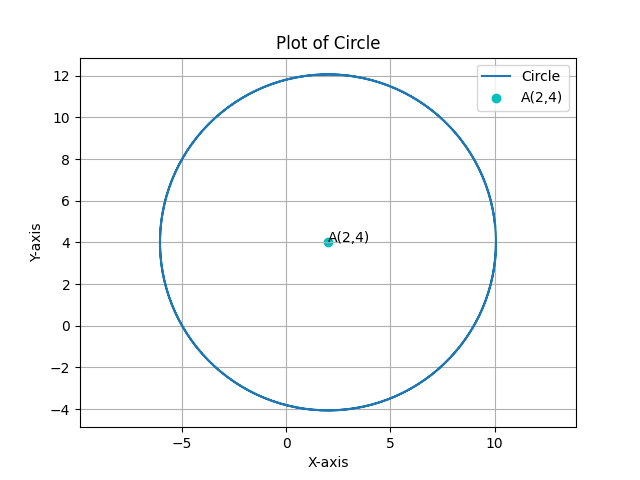 Plot of Circle
Circle
A(2,4)
12
10
8
6
4
2
0
−2
−4
A(2,4)
Y-axis
−5
0
5
10
X-axis